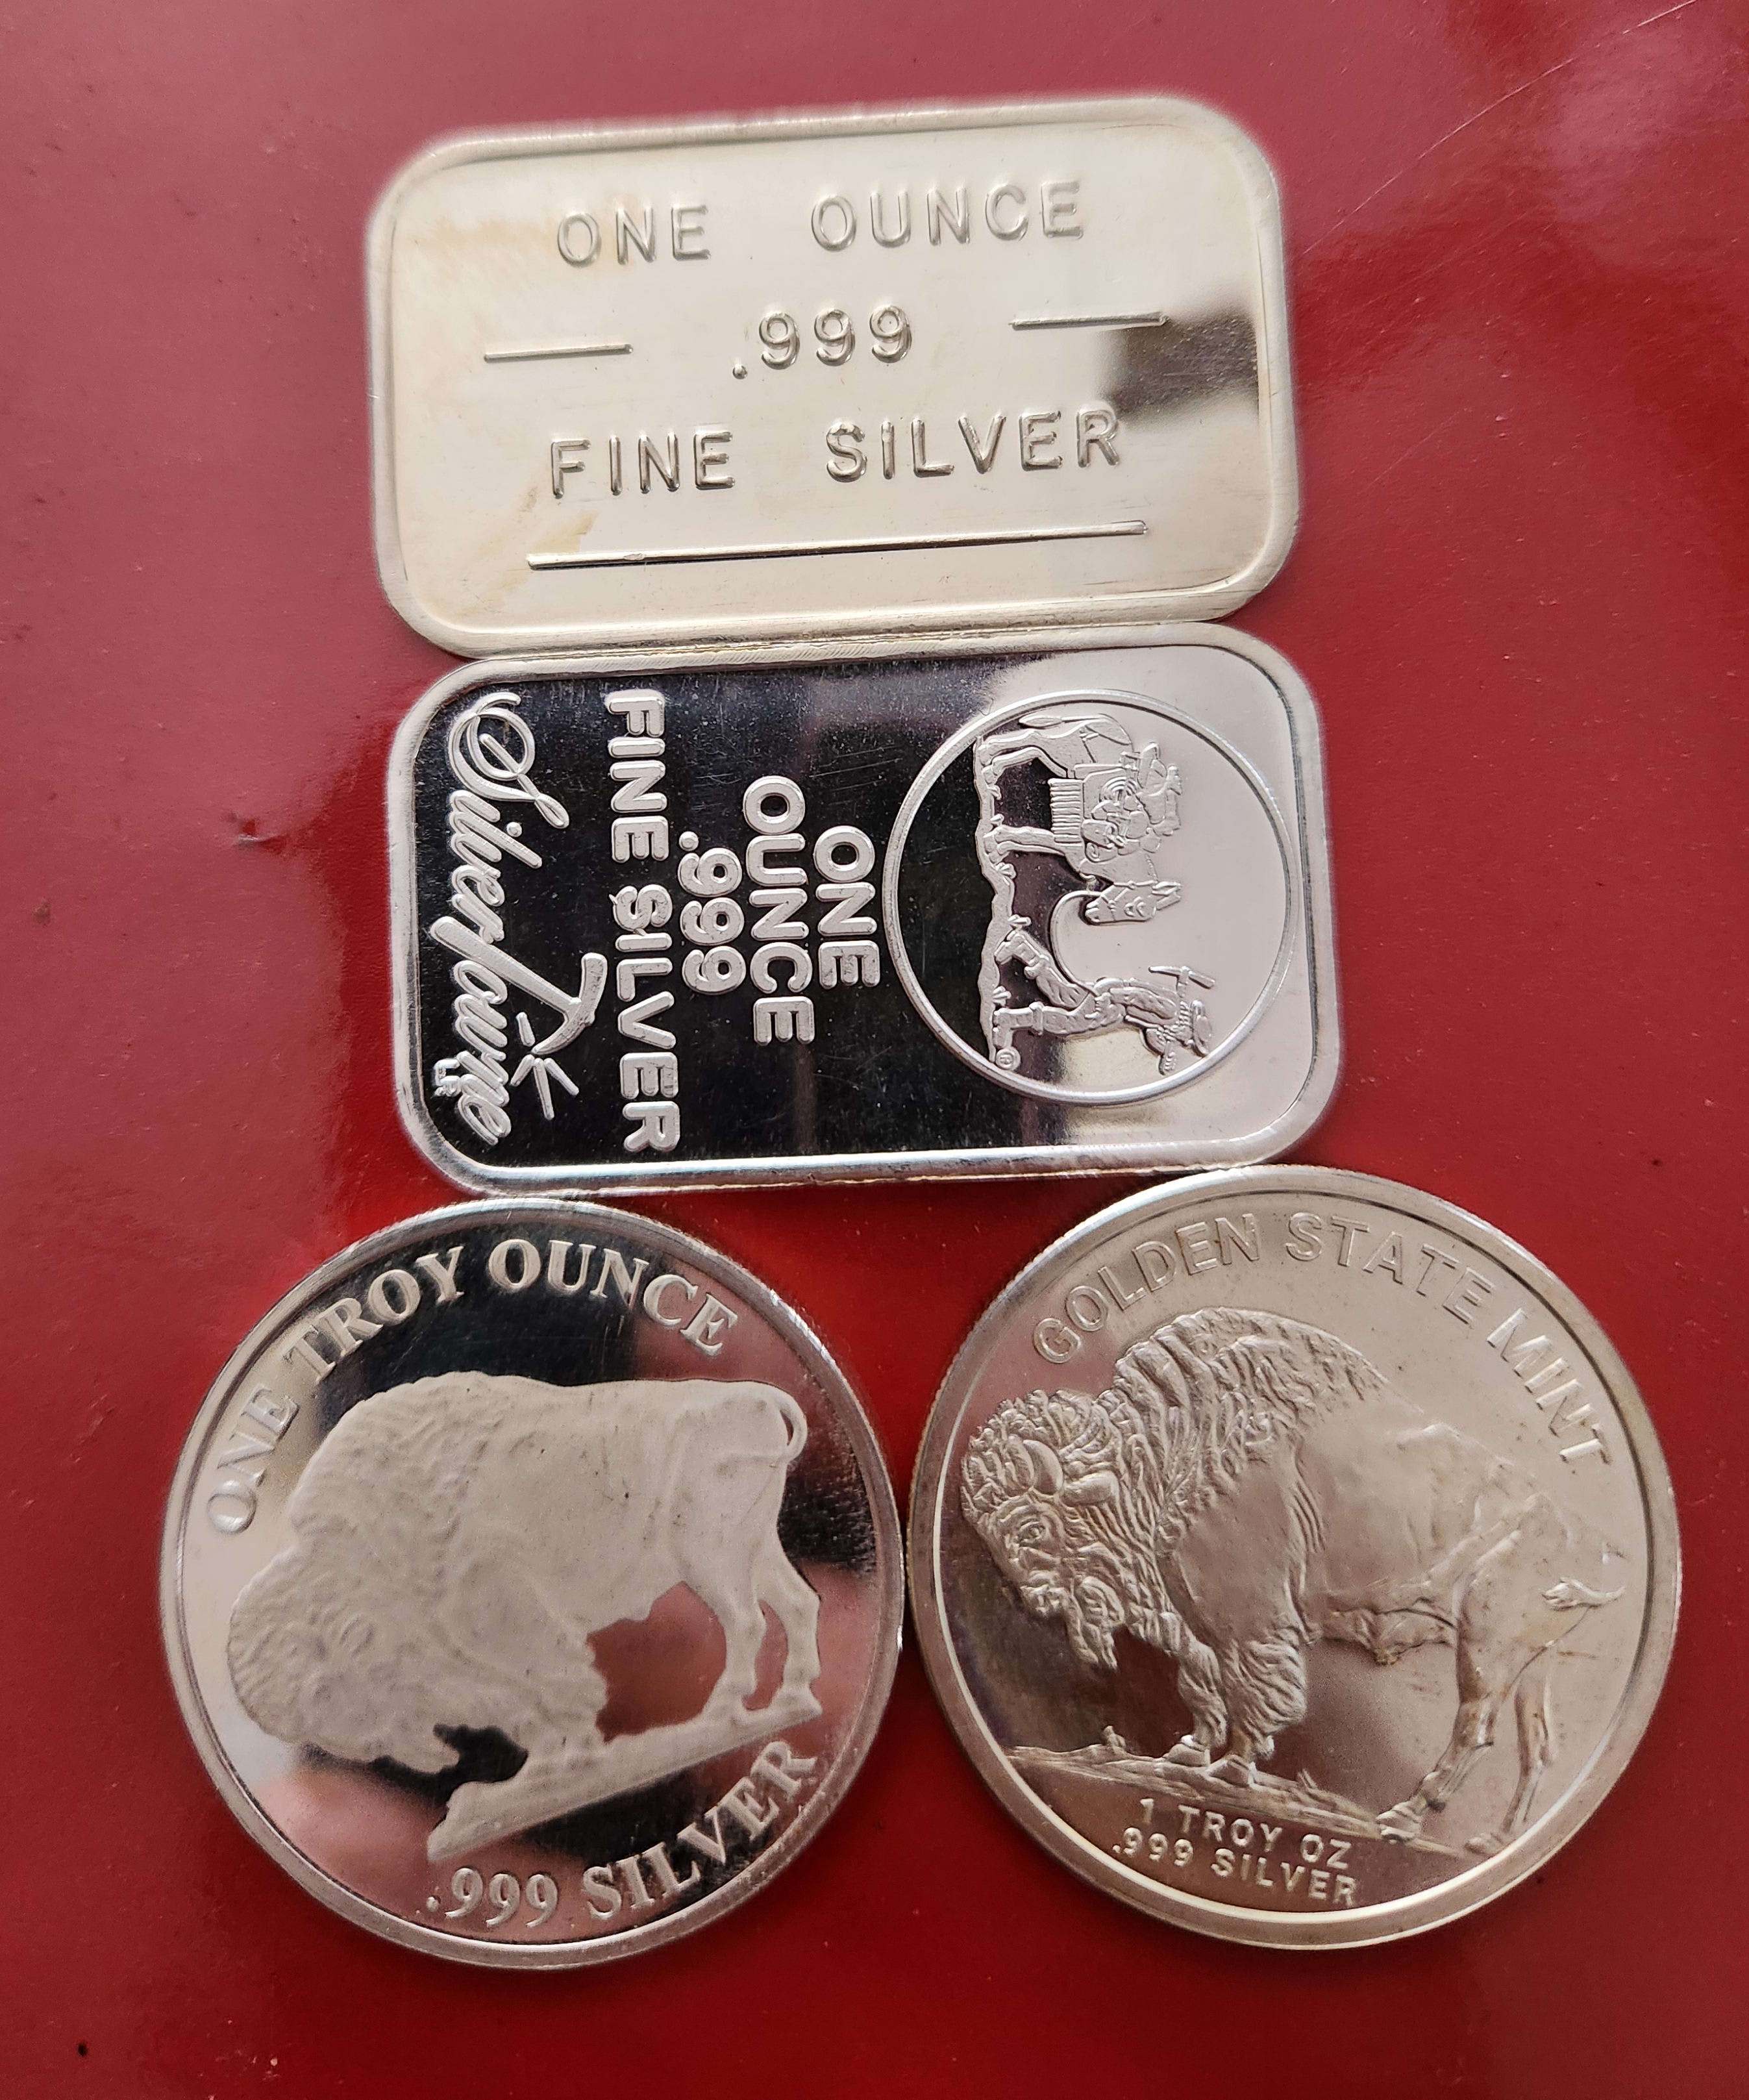 ONE OUNCE
.999
FINE SILVER
ONE
OUNCE
.999
FINE SILVER
Silvertowne
ONE TROY OUNCE
.999 SILVER
GOLDEN STATE MINT
1 TROY OZ
.999 SILVER